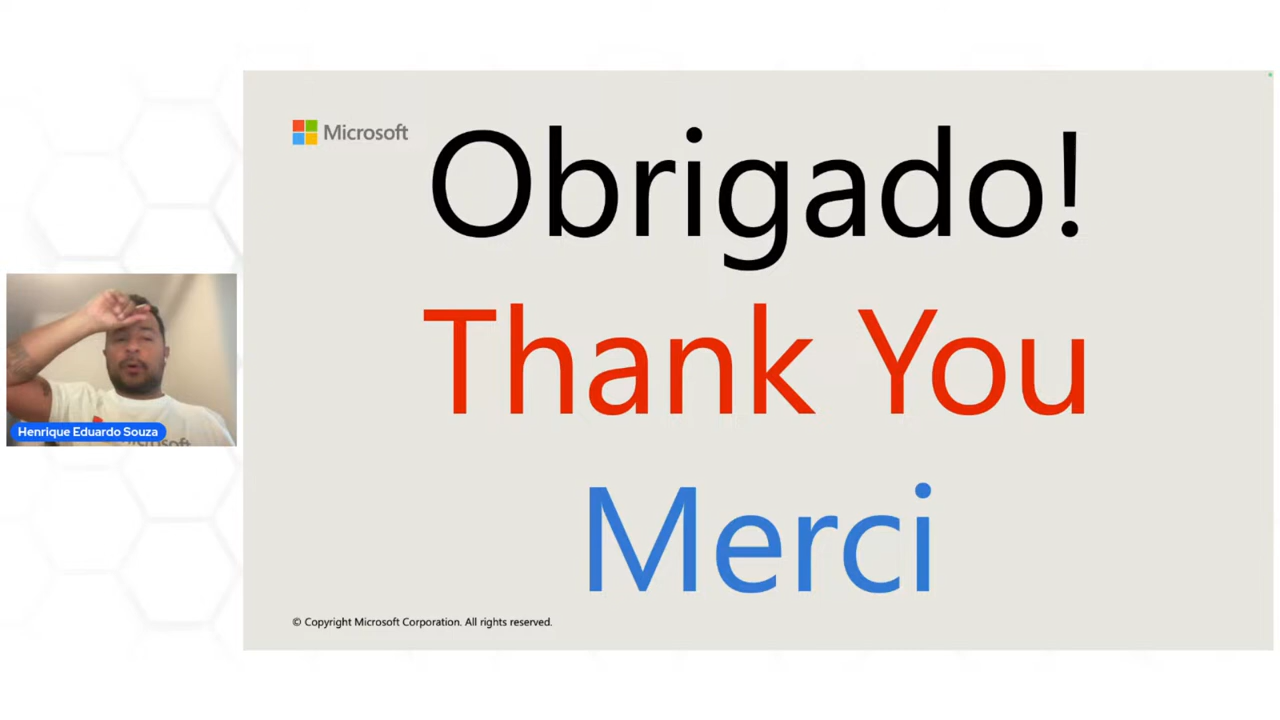 Microsoft
Obrigado!
Thank You
Merci
Henrique Eduardo Souza
© Copyright Microsoft Corporation. All rights reserved.